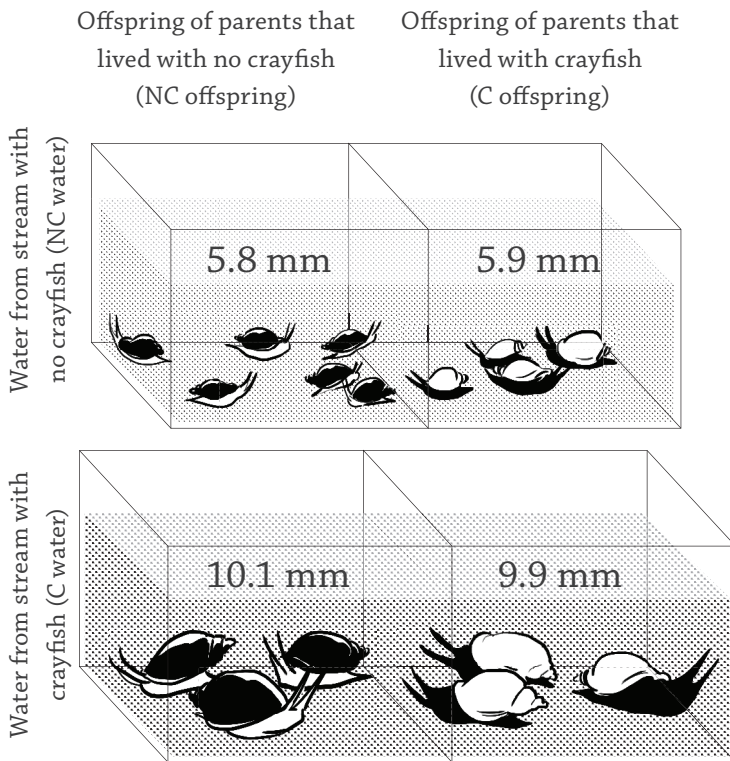 Offspring of parents that
lived with no crayfish
(NC offspring)
Offspring of parents that
lived with crayfish
(C offspring)
Water from stream with
no crayfish (NC water)
5.8 mm
5.9 mm
Water from stream with
crayfish (C water)
10.1 mm
9.9 mm